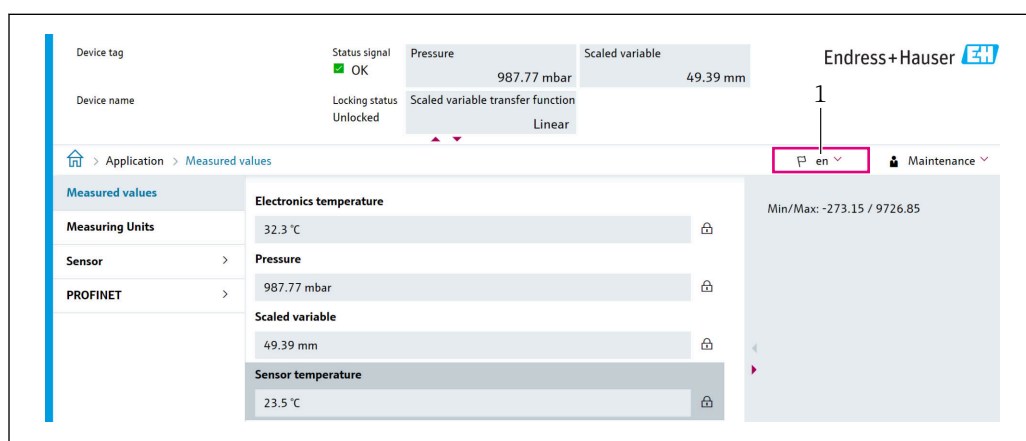 Device tag
Status signal
OK
Pressure
987.77 mbar
Scaled variable
49.39 mm
Endress+Hauser EH
Device name
Locking status
Unlocked
Scaled variable transfer function
Linear
1
> Application > Measured values
en
Maintenance
Measured values
Measuring Units
Sensor >
PROFINET >
Electronics temperature
32.3 °C
Pressure
987.77 mbar
Scaled variable
49.39 mm
Sensor temperature
23.5 °C
Min/Max: -273.15 / 9726.85